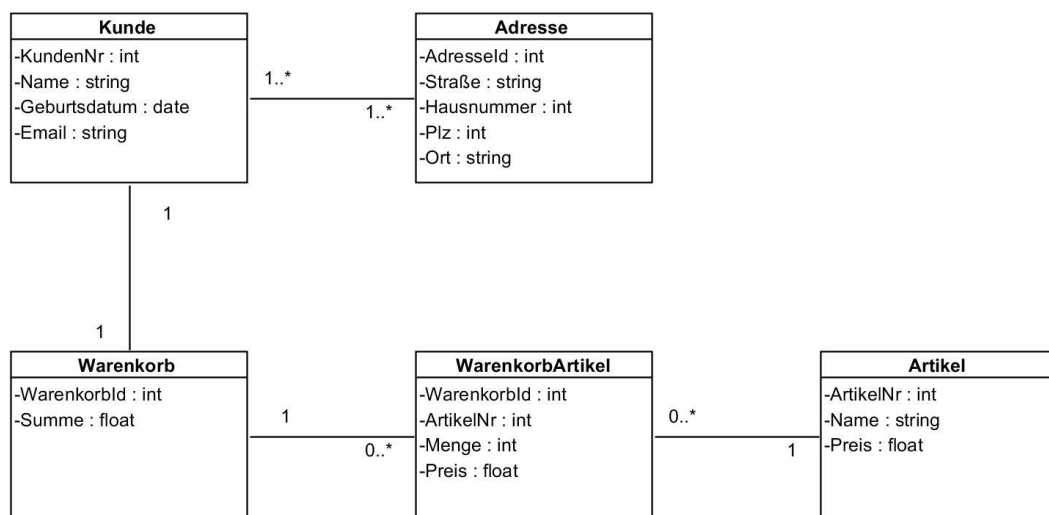 Kunde
-KundenNr : int
-Name : string
-Geburtsdatum : date
-Email : string
1..*
1..*
Adresse
-AdresseId : int
-Straße : string
-Hausnummer : int
-Plz : int
-Ort : string
1
1
Warenkorb
-WarenkorbId : int
-Summe : float
1
0..*
WarenkorbArtikel
-WarenkorbId : int
-ArtikelNr : int
-Menge : int
-Preis : float
0..*
1
Artikel
-ArtikelNr : int
-Name : string
-Preis : float